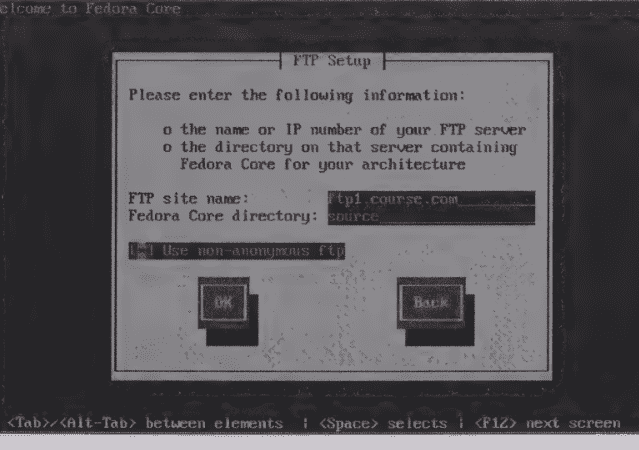 elcome to Fedora Core
FTP Setup
Please enter the following information:
o the name or IP number of your FTP server
o the directory on that server containing
Fedora Core for your architecture
FTP site name: ftp1.course.com
Fedora Core directory: source
[*] Use non-anonymous ftp
OK Back
<Tab>/<Alt-Tab> between elements | <Space> selects | <F12> next screen